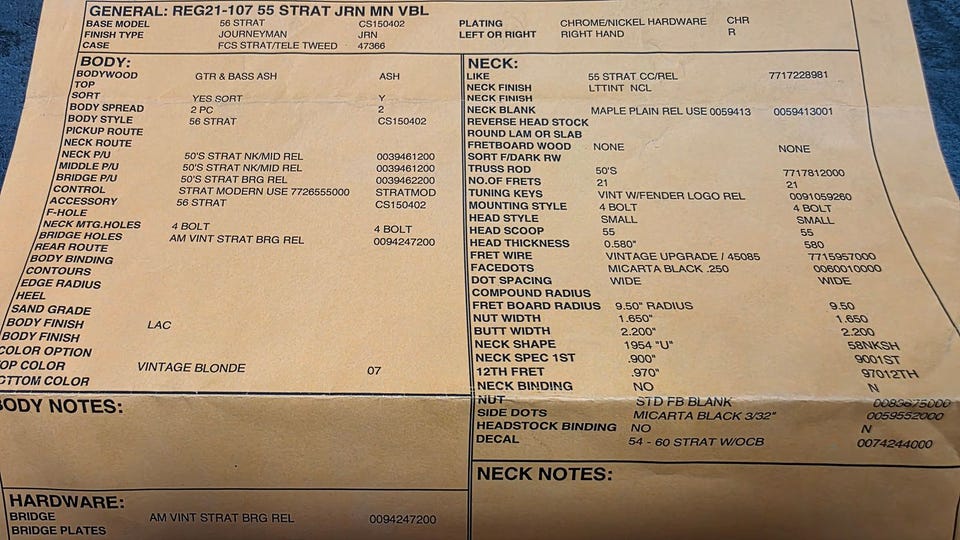 GENERAL: REG21-107 55 STRAT JRN MN VBL
BASE MODEL 56 STRAT CS150402
FINISH TYPE JOURNEYMAN JRN
CASE FCS STRAT/TELE TWEED 47366
PLATING CHROME/NICKEL HARDWARE CHR
LEFT OR RIGHT RIGHT HAND R
BODY:
BODYWOOD GTR & BASS ASH ASH
TOP
SORT YES SORT Y
BODY SPREAD 2 PC 2
BODY STYLE 56 STRAT CS150402
PICKUP ROUTE
NECK ROUTE
NECK P/U 50'S STRAT NK/MID REL 0039461200
MIDDLE P/U 50'S STRAT NK/MID REL 0039461200
BRIDGE P/U 50'S STRAT BRG REL 0039462200
CONTROL STRAT MODERN USE 7726555000 STRATMOD
ACCESSORY 56 STRAT CS150402
F-HOLE
NECK MTG.HOLES 4 BOLT 4 BOLT
BRIDGE HOLES AM VINT STRAT BRG REL 0094247200
REAR ROUTE
BODY BINDING
CONTOURS
EDGE RADIUS
HEEL
SAND GRADE
BODY FINISH LAC
BODY FINISH
COLOR OPTION
OP COLOR VINTAGE BLONDE 07
OTTOM COLOR
BODY NOTES:
HARDWARE:
BRIDGE AM VINT STRAT BRG REL 0094247200
BRIDGE PLATES
NECK:
LIKE 55 STRAT CC/REL 7717228981
NECK FINISH LTTINT NCL
NECK FINISH
NECK BLANK MAPLE PLAIN REL USE 0059413 0059413001
REVERSE HEAD STOCK
ROUND LAM OR SLAB
FRETBOARD WOOD NONE NONE
SORT F/DARK RW
TRUSS ROD 50'S 7717812000
NO.OF FRETS 21 21
TUNING KEYS VINT W/FENDER LOGO REL 0091059260
MOUNTING STYLE 4 BOLT 4 BOLT
HEAD STYLE SMALL SMALL
HEAD SCOOP 55 55
HEAD THICKNESS 0.580" 580
FRET WIRE VINTAGE UPGRADE / 45085 7715957000
FACEDOTS MICARTA BLACK .250 0060010000
DOT SPACING WIDE WIDE
COMPOUND RADIUS
FRET BOARD RADIUS 9.50" RADIUS 9.50
NUT WIDTH 1.650" 1.650
BUTT WIDTH 2.200" 2.200
NECK SHAPE 1954 "U" 58NKSH
NECK SPEC 1ST .900" 9001ST
12TH FRET .970" 97012TH
NECK BINDING NO N
NUT STD FB BLANK 0083675000
SIDE DOTS MICARTA BLACK 3/32" 0059552000
HEADSTOCK BINDING NO N
DECAL 54 - 60 STRAT W/OCB 0074244000
NECK NOTES: